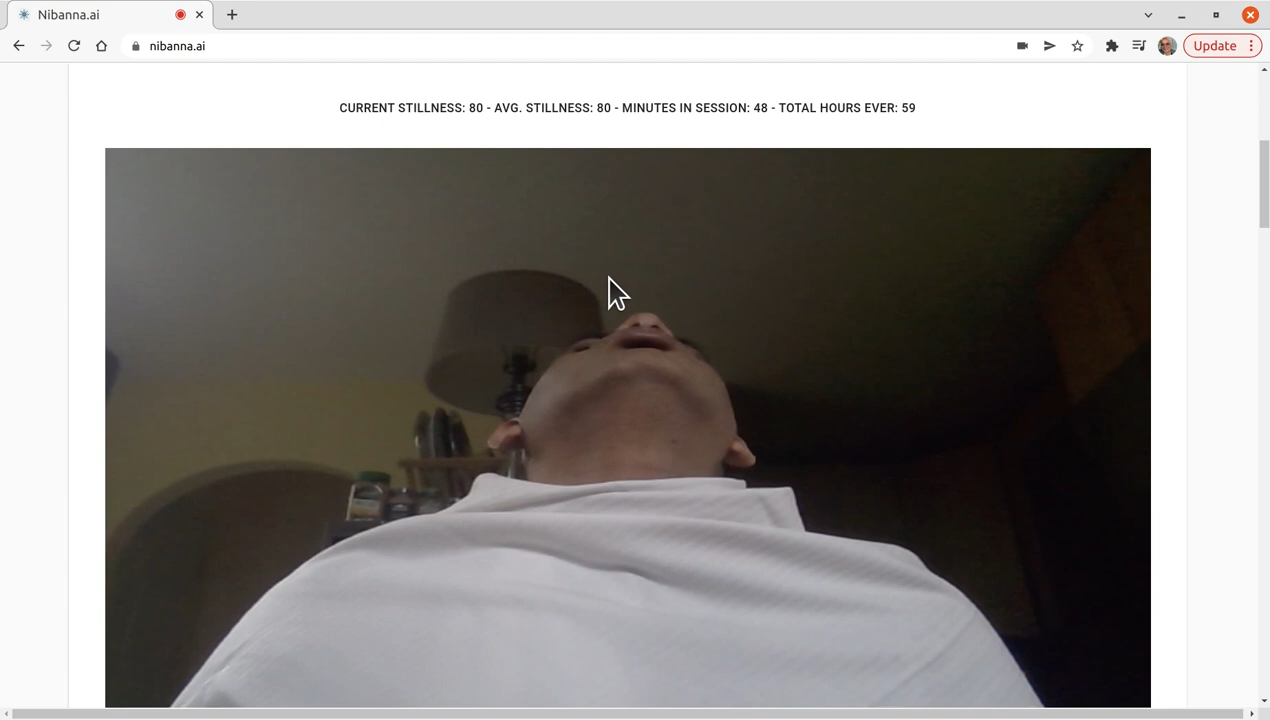 Nibanna.ai
nibanna.ai
Update
CURRENT STILLNESS: 80 - AVG. STILLNESS: 80 - MINUTES IN SESSION: 48 - TOTAL HOURS EVER: 59